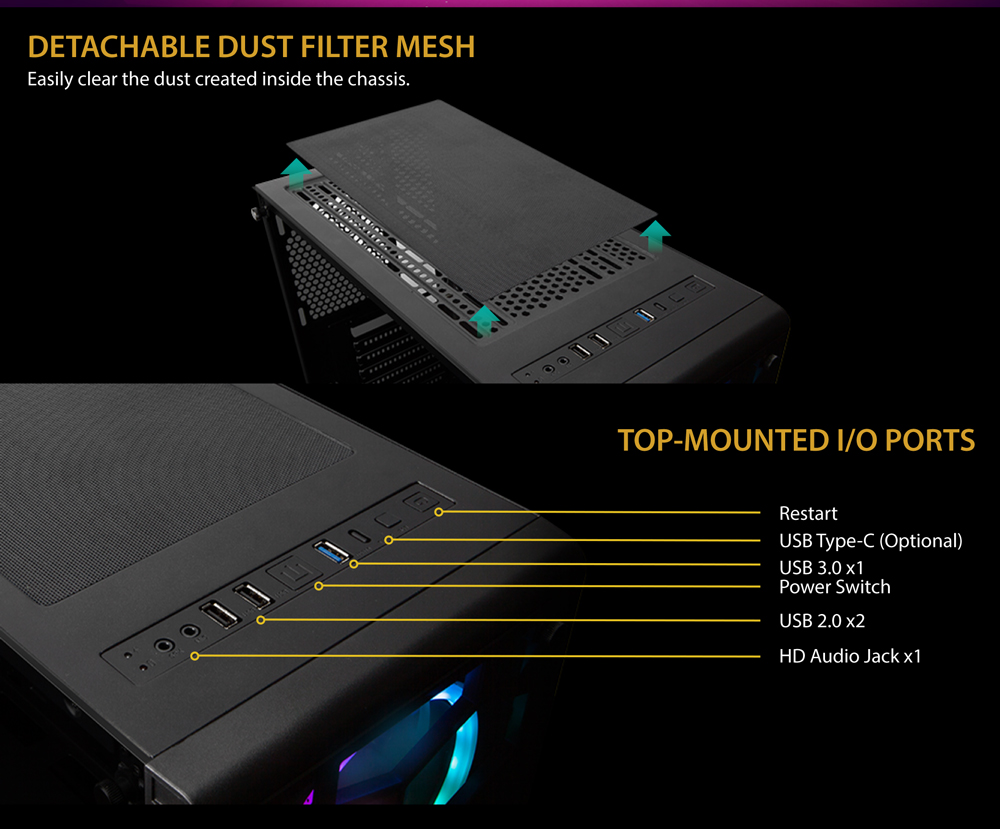 DETACHABLE DUST FILTER MESH
Easily clear the dust created inside the chassis.
TOP-MOUNTED I/O PORTS
Restart
USB Type-C (Optional)
USB 3.0 x1
Power Switch
USB 2.0 x2
HD Audio Jack x1